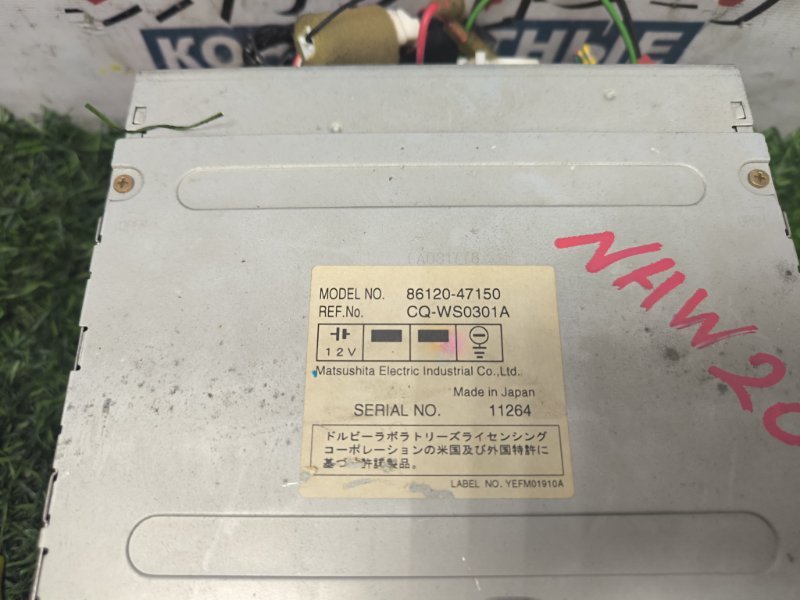 MODEL NO. 86120-47150
REF.No. CQ-WS0301A
12V
Matsushita Electric Industrial Co.,Ltd.
Made in Japan
SERIAL NO. 11264
ドルビーラボラトリーズライセンシング
コーポレーションの米国及び外国特許に
基づ 許諾製品。
LABEL NO. YEFM01910A
NHW20